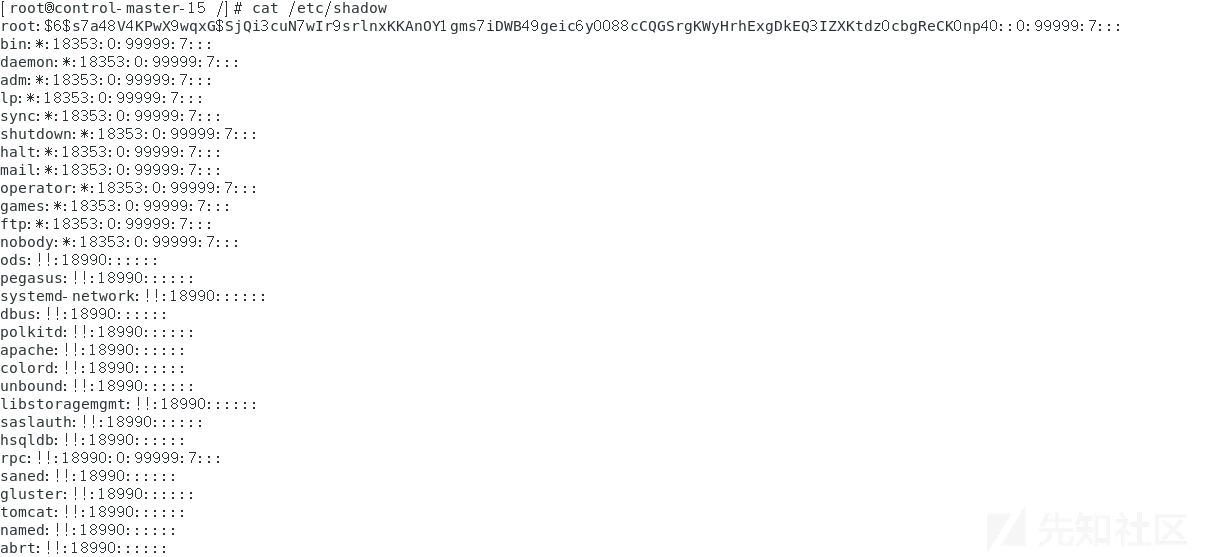 [root@control-master-15 /]# cat /etc/shadow
root:$6$s7a48V4KPwX9wqxG$SjQi3cuN7wIr9srlnxKKAnOY1gms7iDWB49geic6y0088cCQGSrgKWyHrhExgDkEQ3IZXKtdz0cbgReCK0np40::0:99999:7:::
bin:*:18353:0:99999:7:::
daemon:*:18353:0:99999:7:::
adm:*:18353:0:99999:7:::
lp:*:18353:0:99999:7:::
sync:*:18353:0:99999:7:::
shutdown:*:18353:0:99999:7:::
halt:*:18353:0:99999:7:::
mail:*:18353:0:99999:7:::
operator:*:18353:0:99999:7:::
games:*:18353:0:99999:7:::
ftp:*:18353:0:99999:7:::
nobody:*:18353:0:99999:7:::
ods:!!:18990::::::
pegasus:!!:18990::::::
systemd-network:!!:18990::::::
dbus:!!:18990::::::
polkitd:!!:18990::::::
apache:!!:18990::::::
colord:!!:18990::::::
unbound:!!:18990::::::
libstoragemgmt:!!:18990::::::
saslauth:!!:18990::::::
hsqldb:!!:18990::::::
rpc:!!:18990:0:99999:7:::
saned:!!:18990::::::
gluster:!!:18990::::::
tomcat:!!:18990::::::
named:!!:18990::::::
abrt:!!:18990::::::
先知社区